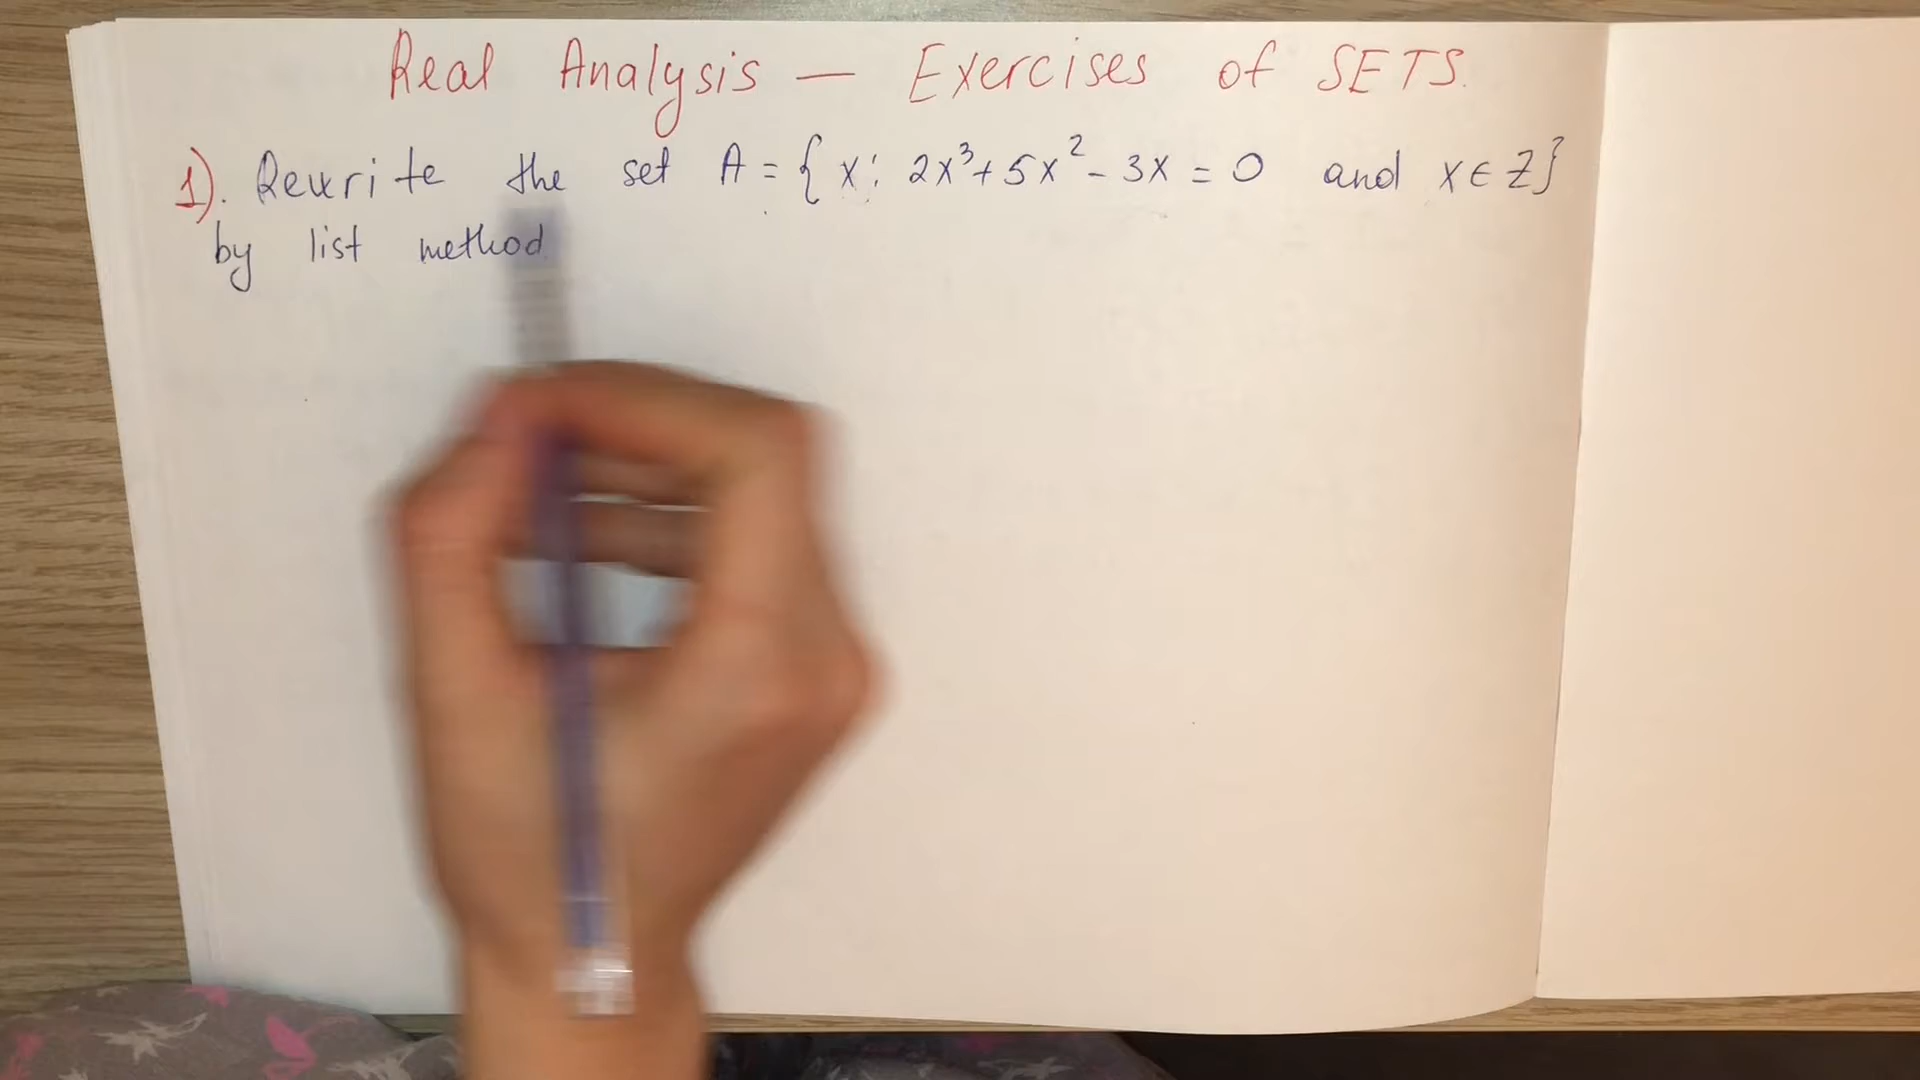 Real Analysis — Exercises of SETS.
1). Rewrite the set A = { x : 2x³ + 5x² - 3x = 0 and x ∈ Z }
by list method